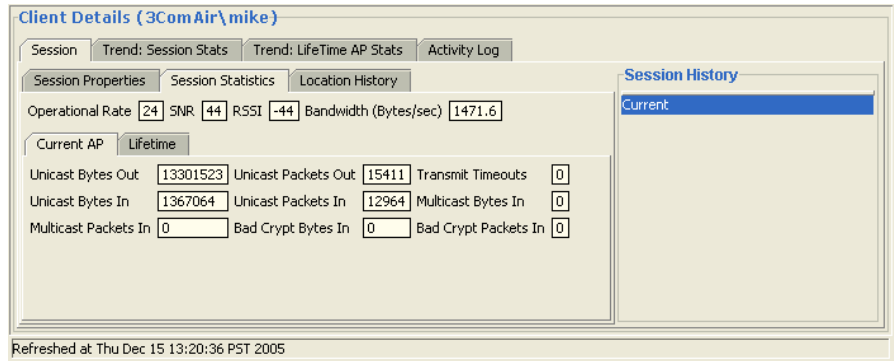 Client Details (3ComAir\mike)
Session Trend: Session Stats Trend: LifeTime AP Stats Activity Log
Session Properties Session Statistics Location History
Session History
Operational Rate 24 SNR 44 RSSI -44 Bandwidth (Bytes/sec) 1471.6
Current
Current AP Lifetime
Unicast Bytes Out 13301523 Unicast Packets Out 15411 Transmit Timeouts 0
Unicast Bytes In 1367064 Unicast Packets In 12964 Multicast Bytes In 0
Multicast Packets In 0 Bad Crypt Bytes In 0 Bad Crypt Packets In 0
Refreshed at Thu Dec 15 13:20:36 PST 2005